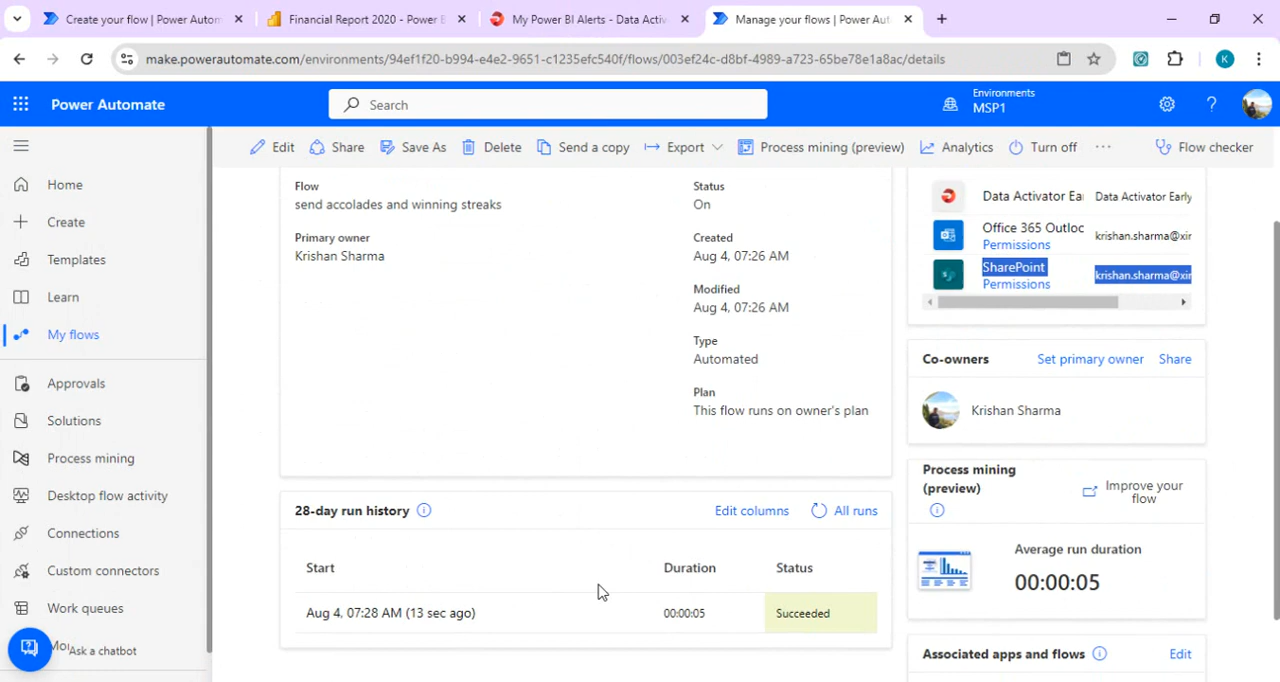 Create your flow | Power Autom
Financial Report 2020 - Power B
My Power BI Alerts - Data Activ
Manage your flows | Power Aut
make.powerautomate.com/environments/94ef1f20-b994-e4e2-9651-c1235efc540f/flows/003ef24c-d8bf-4989-a723-65be78e1a8ac/details
K
Power Automate
Search
Environments
MSP1
Edit
Share
Save As
Delete
Send a copy
Export
Process mining (preview)
Analytics
Turn off
Flow checker
Home
Create
Templates
Learn
My flows
Approvals
Solutions
Process mining
Desktop flow activity
Connections
Custom connectors
Work queues
Ask a chatbot
Flow
send accolades and winning streaks
Primary owner
Krishan Sharma
Status
On
Created
Aug 4, 07:26 AM
Modified
Aug 4, 07:26 AM
Type
Automated
Plan
This flow runs on owner's plan
28-day run history
Edit columns
All runs
Start
Duration
Status
Aug 4, 07:28 AM (13 sec ago)
00:00:05
Succeeded
Data Activator Ea
Data Activator Early
Office 365 Outloc
Permissions
krishan.sharma@xir
SharePoint
Permissions
krishan.sharma@xir
Co-owners
Set primary owner
Share
Krishan Sharma
Process mining
(preview)
Improve your
flow
Average run duration
00:00:05
Associated apps and flows
Edit